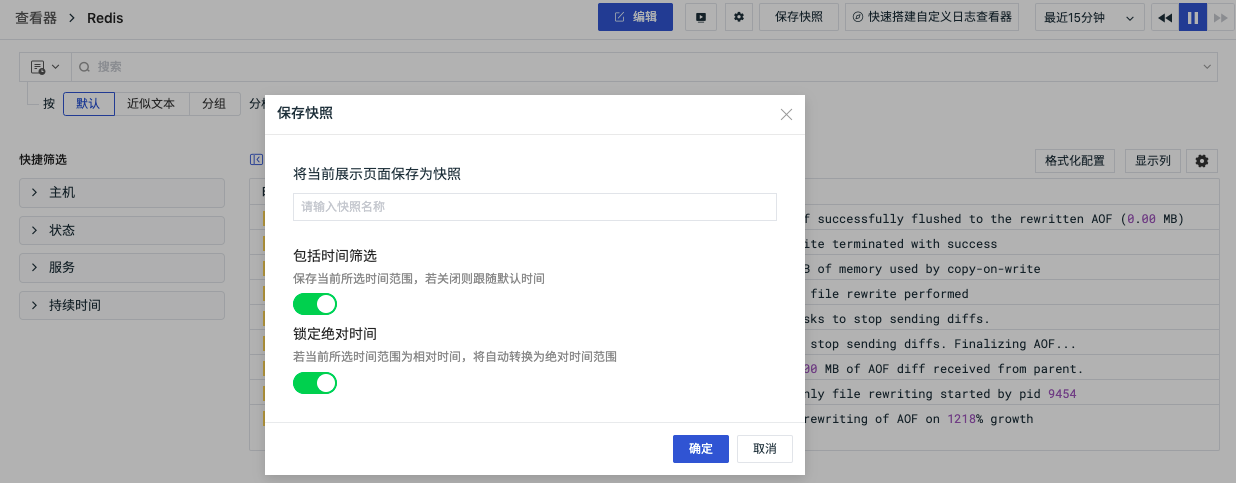 查看器 > Redis
编辑
保存快照
快速搭建自定义日志查看器
最近15分钟
搜索
按 默认 近似文本 分组
保存快照
快捷筛选
主机
状态
服务
持续时间
将当前展示页面保存为快照
请输入快照名称
包括时间筛选
保存当前所选时间范围，若关闭则跟随默认时间
锁定绝对时间
若当前所选时间范围为相对时间，将自动转换为绝对时间范围
确定 取消
格式化配置 显示列
successfully flushed to the rewritten AOF (0.00 MB)
terminated with success
of memory used by copy-on-write
file rewrite performed
to stop sending diffs.
stop sending diffs. Finalizing AOF...
MB of AOF diff received from parent.
file rewriting started by pid 9454
rewriting of AOF on 1218% growth